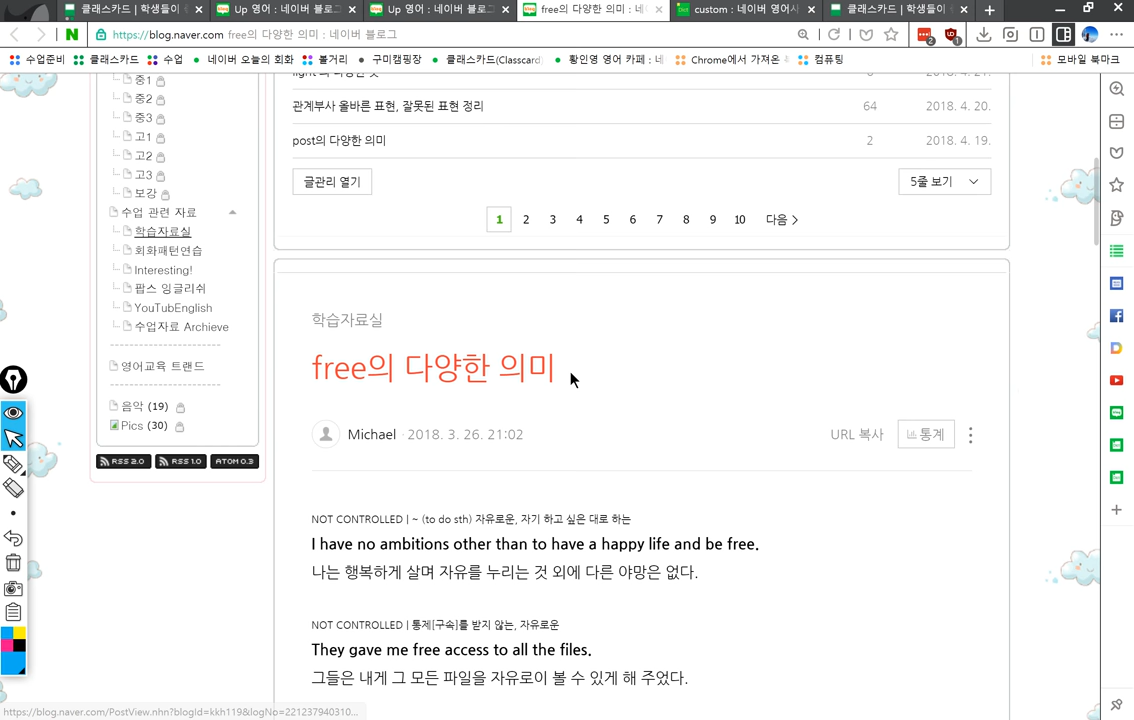 클래스카드 | 학생들이
Up 영어 : 네이버 블로그
Up 영어 : 네이버 블로그
free의 다양한 의미 : 네
custom : 네이버 영어사
클래스카드 | 학생들이
https://blog.naver.com free의 다양한 의미 : 네이버 블로그
수업준비 클래스카드 수업 네이버 오늘의 회화 볼거리 구미캠핑장 클래스카드(Classcard) 황인영 영어 카페 : 네 Chrome에서 가져온 컴퓨팅 모바일 북마크
중1
중2
중3
고1
고2
고3
보강
수업 관련 자료
학습자료실
회화패턴연습
Interesting!
팝스 잉글리쉬
YouTubEnglish
수업자료 Archieve
영어교육 트랜드
음악 (19)
Pics (30)
RSS 2.0 RSS 1.0 ATOM 0.3
관계부사 올바른 표현, 잘못된 표현 정리 64 2018. 4. 20.
post의 다양한 의미 2 2018. 4. 19.
글관리 열기 5줄 보기
1 2 3 4 5 6 7 8 9 10 다음
학습자료실
free의 다양한 의미
Michael · 2018. 3. 26. 21:02 URL 복사 통계
NOT CONTROLLED | ~ (to do sth) 자유로운, 자기 하고 싶은 대로 하는
I have no ambitions other than to have a happy life and be free.
나는 행복하게 살며 자유를 누리는 것 외에 다른 야망은 없다.
NOT CONTROLLED | 통제[구속]를 받지 않는, 자유로운
They gave me free access to all the files.
그들은 내게 그 모든 파일을 자유로이 볼 수 있게 해 주었다.
https://blog.naver.com/PostView.nhn?blogId=kkh119&logNo=221237940310...